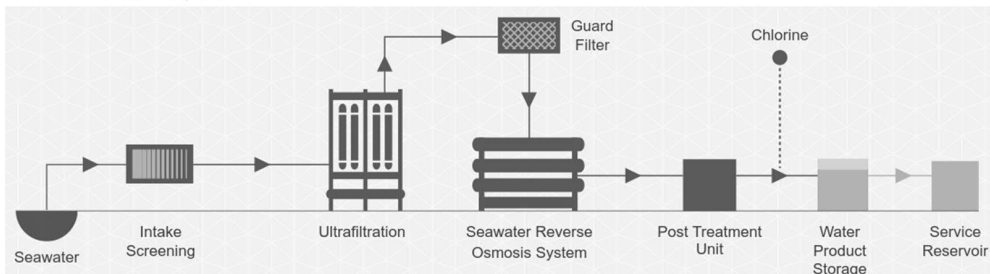 Guard
Filter
Chlorine
Seawater
Intake
Screening
Ultrafiltration
Seawater Reverse
Osmosis System
Post Treatment
Unit
Water
Product
Storage
Service
Reservoir